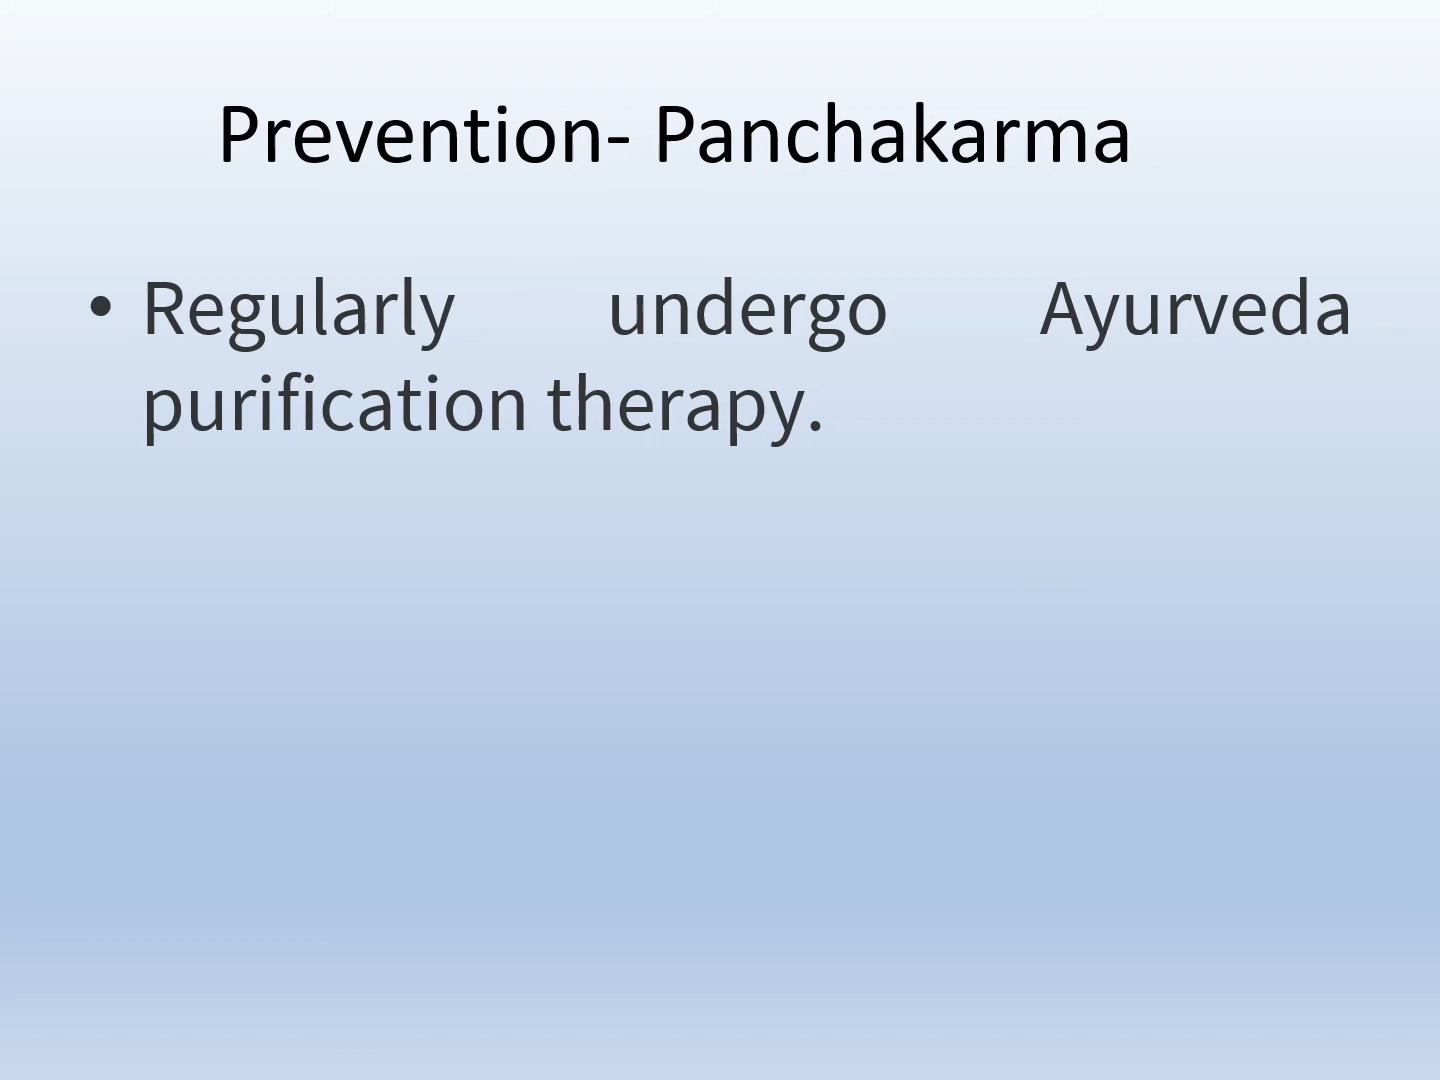 Prevention- Panchakarma
• Regularly undergo Ayurveda
purification therapy.